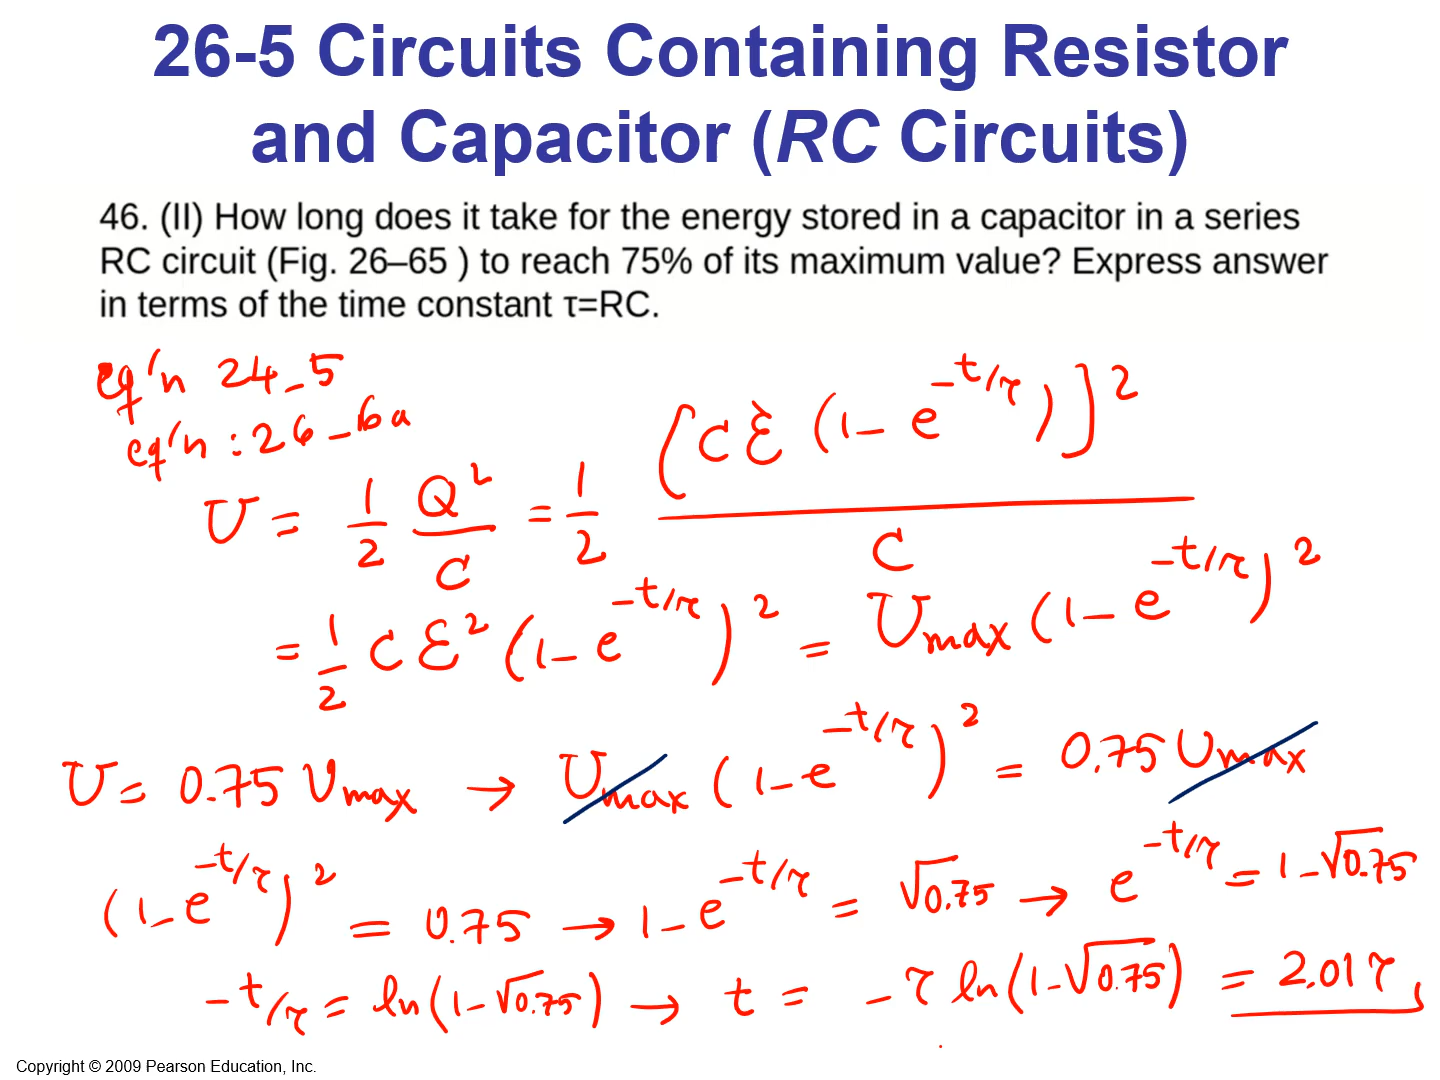 26-5 Circuits Containing Resistor
and Capacitor (RC Circuits)
46. (II) How long does it take for the energy stored in a capacitor in a series
RC circuit (Fig. 26–65 ) to reach 75% of its maximum value? Express answer
in terms of the time constant τ=RC.
eq'n 24-5
eq'n : 26-6a
U = 1/2 Q²/C = 1/2 [Cℰ(1-e^(-t/τ))]²/C
= 1/2 Cℰ²(1-e^(-t/τ))² = Umax(1-e^(-t/τ))²
U = 0.75 Umax → Umax(1-e^(-t/τ))² = 0.75 Umax
(1-e^(-t/τ))² = 0.75 → 1-e^(-t/τ) = √0.75 → e^(-t/τ) = 1-√0.75
-t/τ = ln(1-√0.75) → t = -τ ln(1-√0.75) = 2.01τ
Copyright © 2009 Pearson Education, Inc.